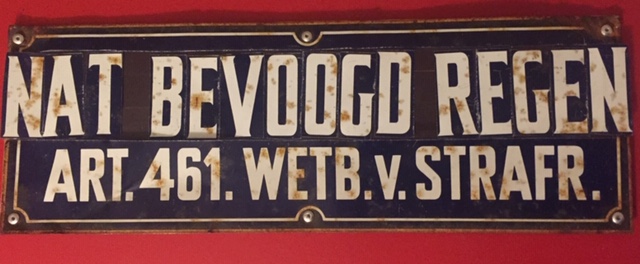 NAT BEVOOGD REGEN
ART. 461. WETB. v. STRAFR.